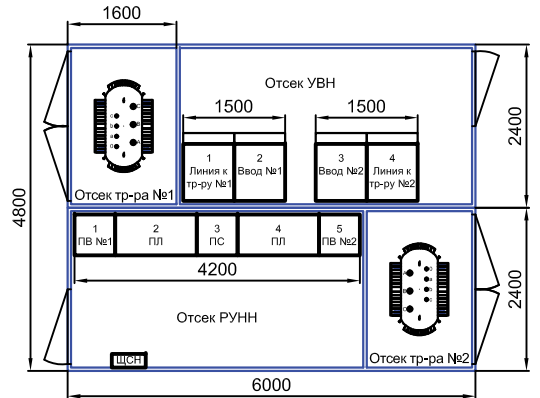 1600
Отсек УВН
1500
1500
2400
4800
1
Линия к
тр-ру №1
2
Ввод №1
3
Ввод №2
4
Линия к
тр-ру №2
Отсек тр-ра №1
1
ПВ №1
2
ПЛ
3
ПС
4
ПЛ
5
ПВ №2
4200
2400
Отсек РУНН
ЩСН
Отсек тр-ра №2
6000